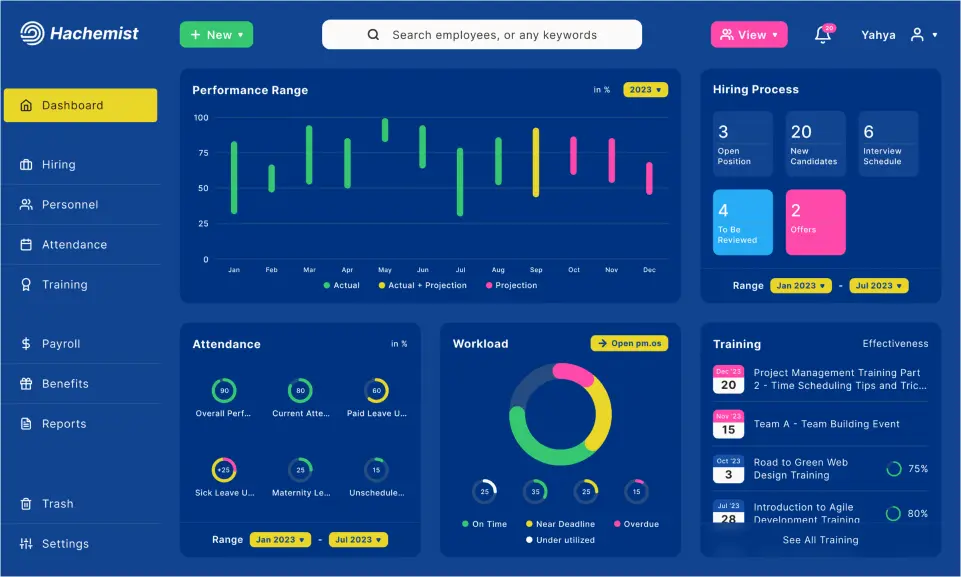 Hachemist
+ New
Search employees, or any keywords
View
30
Yahya
Dashboard
Hiring
Personnel
Attendance
Training
Payroll
Benefits
Reports
Trash
Settings
Performance Range
in %
2023
100
75
50
25
0
Jan Feb Mar Apr May Jun Jul Aug Sep Oct Nov Dec
Actual
Actual + Projection
Projection
Hiring Process
3
Open
Position
20
New
Candidates
6
Interview
Schedule
4
To Be
Reviewed
2
Offers
Range Jan 2023 - Jul 2023
Attendance
in %
90
Overall Perf...
80
Current Atte...
60
Paid Leave U...
+25
Sick Leave U...
25
Maternity Le...
15
Unschedule...
Range Jan 2023 - Jul 2023
Workload
Open pm.os
25
35
25
15
On Time
Near Deadline
Overdue
Under utilized
Training
Effectiveness
Dec '23
20
Project Management Training Part
2 - Time Scheduling Tips and Tric...
Nov '23
15
Team A - Team Building Event
Oct '23
3
Road to Green Web
Design Training
75%
Jul '23
28
Introduction to Agile
Development Training
80%
See All Training